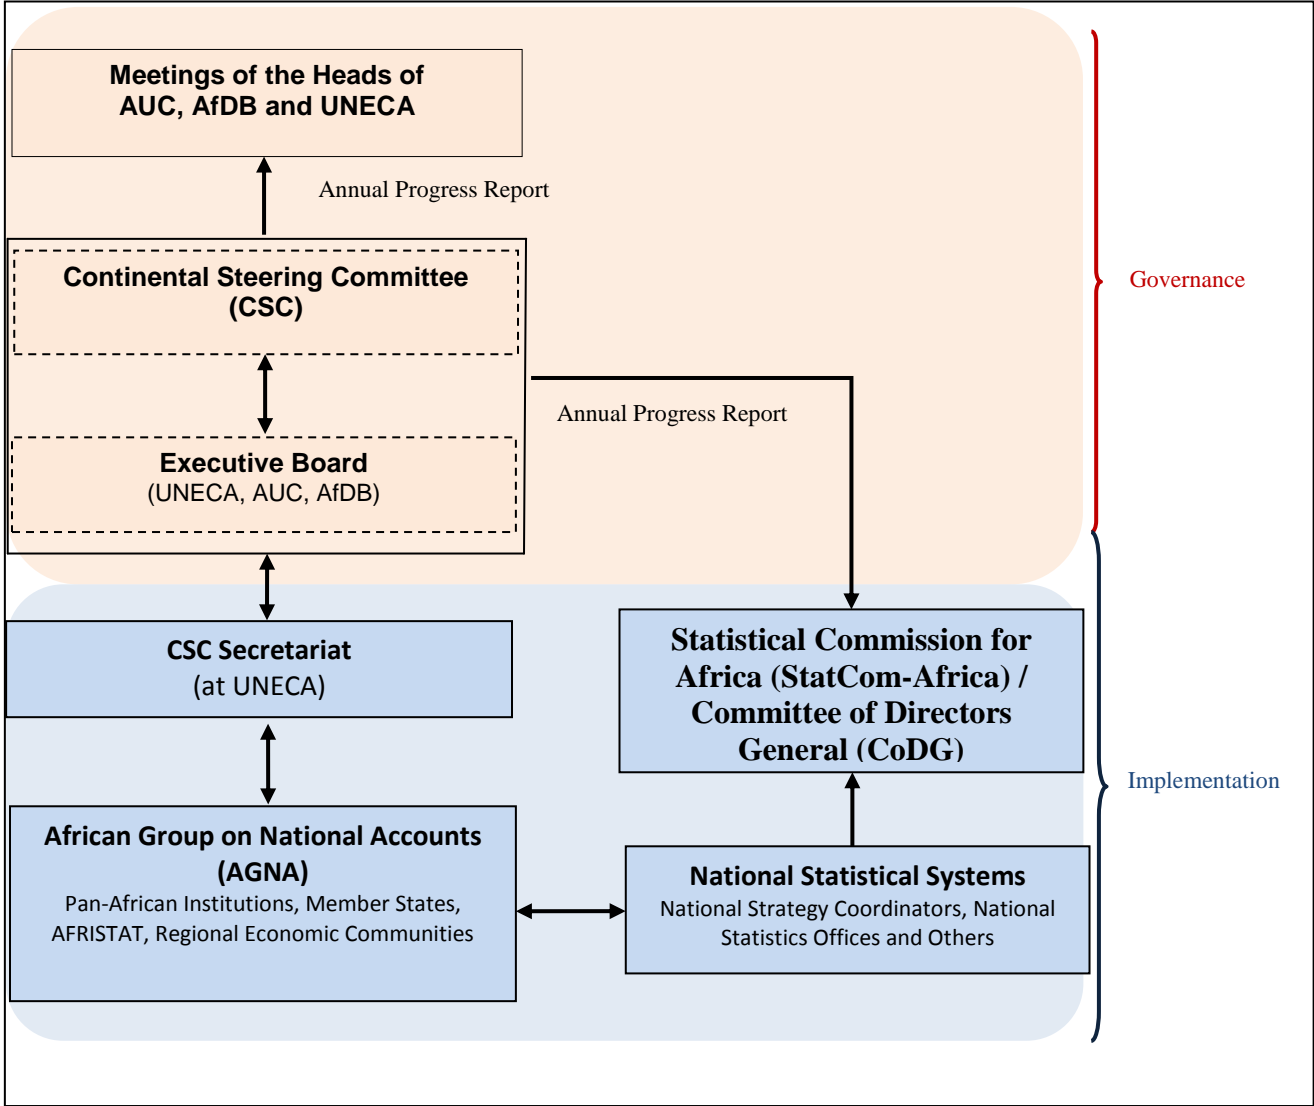 Meetings of the Heads of
AUC, AfDB and UNECA
Annual Progress Report
Continental Steering Committee
(CSC)
Governance
Annual Progress Report
Executive Board
(UNECA, AUC, AfDB)
CSC Secretariat
(at UNECA)
Statistical Commission for
Africa (StatCom-Africa) /
Committee of Directors
General (CoDG)
Implementation
African Group on National Accounts
(AGNA)
Pan-African Institutions, Member States,
AFRISTAT, Regional Economic Communities
National Statistical Systems
National Strategy Coordinators, National
Statistics Offices and Others